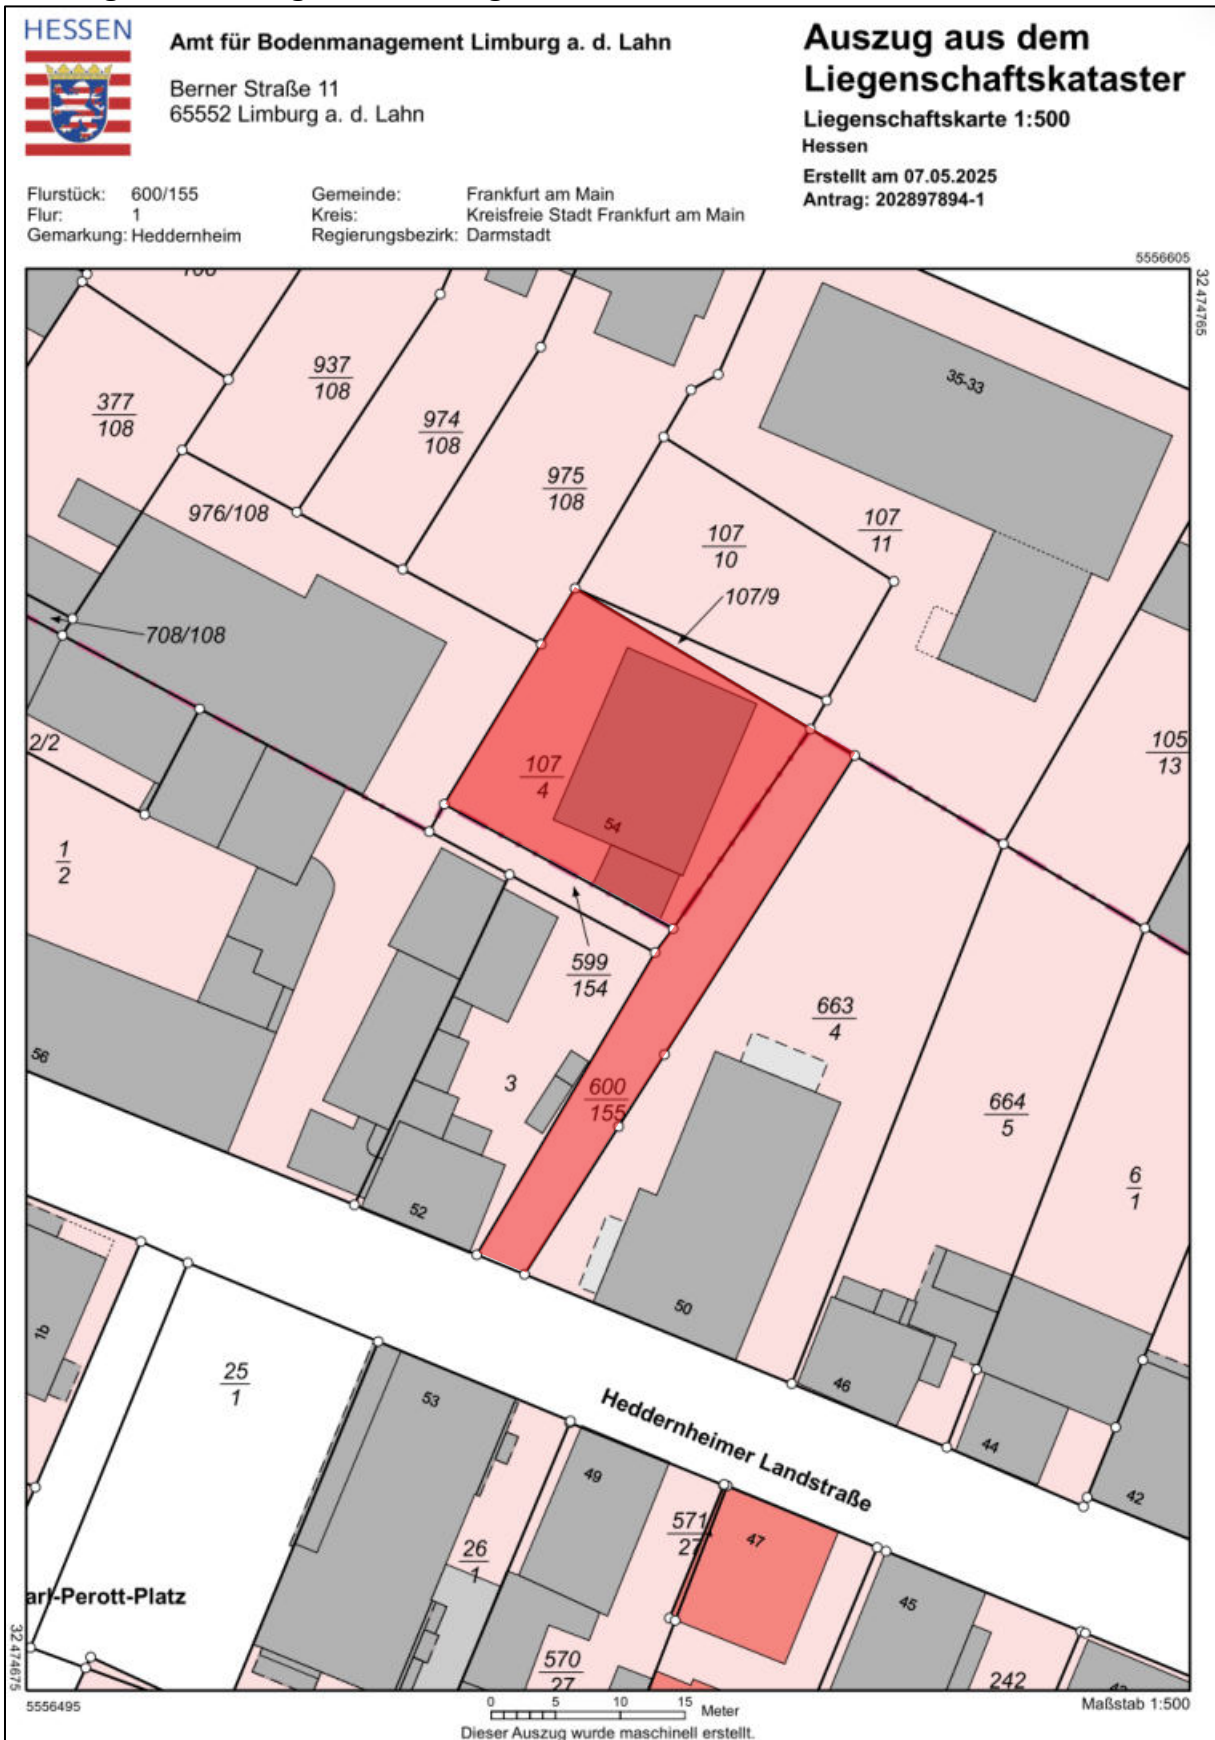 HESSEN
Amt für Bodenmanagement Limburg a. d. Lahn
Berner Straße 11
65552 Limburg a. d. Lahn
Auszug aus dem
Liegenschaftskataster
Liegenschaftskarte 1:500
Hessen
Erstellt am 07.05.2025
Antrag: 202897894-1
Flurstück: 600/155
Flur: 1
Gemarkung: Heddernheim
Gemeinde: Frankfurt am Main
Kreis: Kreisfreie Stadt Frankfurt am Main
Regierungsbezirk: Darmstadt
5556605
32 474765
108
35-33
937
108
377
108
974
108
975
108
976/108
107
10
107
11
107/9
708/108
2/2
105
13
107
4
54
1
2
599
154
663
4
56
3
600
155
664
5
6
1
52
50
1b
25
1
53
46
44
42
Heddernheimer Landstraße
49
571
27
47
26
1
45
arl-Perott-Platz
570
27
242
32 474675
5556495
0 5 10 15 Meter
Maßstab 1:500
Dieser Auszug wurde maschinell erstellt.